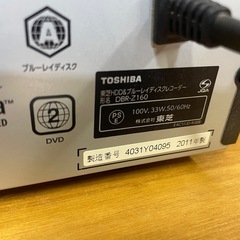 A
ブルーレイディスク
2
DVD
TOSHIBA
東芝HDD&ブルーレイディスクレコーダー
形名 DBR-Z160
PS
E
100V, 33W, 50/60Hz
株式会社 東芝
製造番号 4031Y04095 2011年製